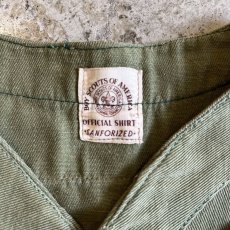 BOY SCOUTS OF AMERICA
OFFICIAL SHIRT
SANFORIZED